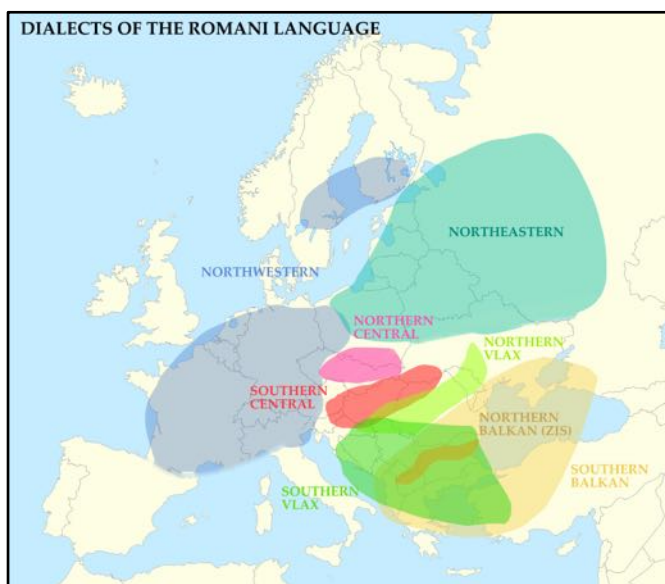 DIALECTS OF THE ROMANI LANGUAGE
NORTHEASTERN
NORTHWESTERN
NORTHERN
CENTRAL
NORTHERN
VLAX
SOUTHERN
CENTRAL
NORTHERN
BALKAN (ZIS)
SOUTHERN
BALKAN
SOUTHERN
VLAX